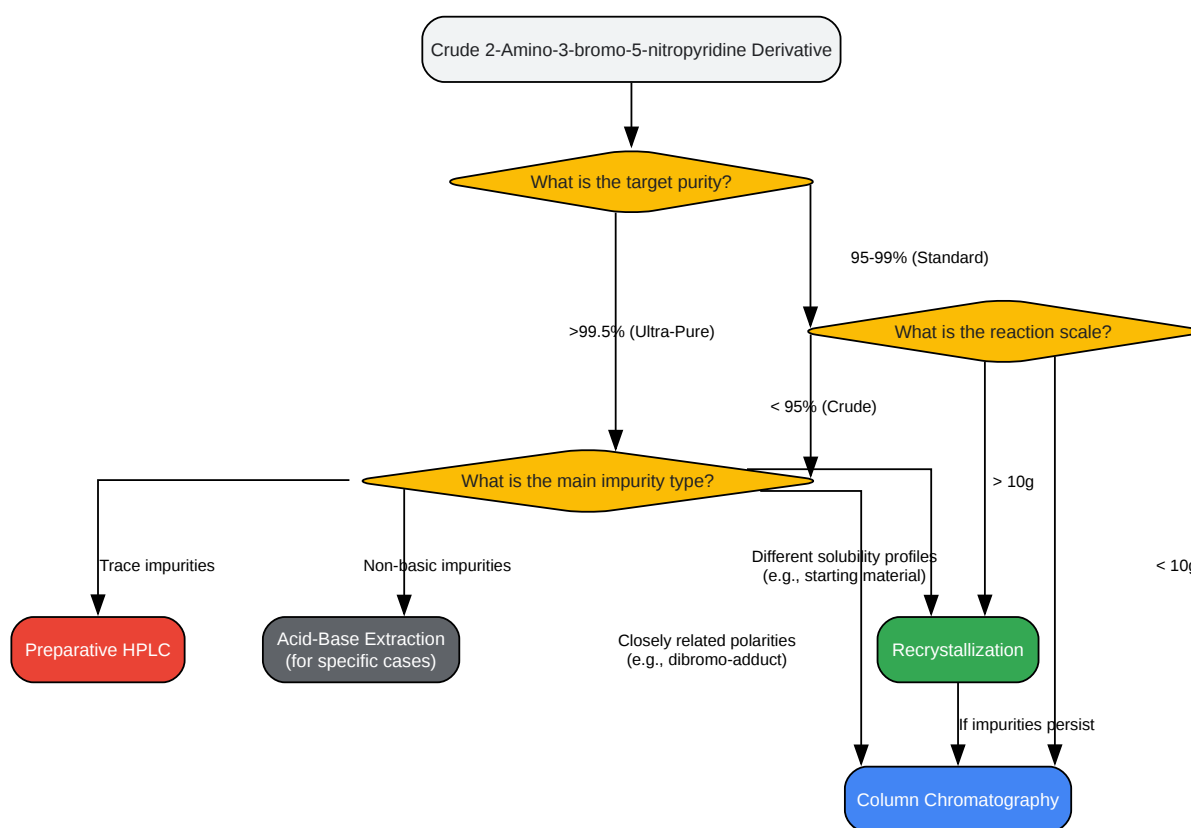 Crude 2-Amino-3-bromo-5-nitropyridine Derivative
What is the target purity?
95-99% (Standard)
>99.5% (Ultra-Pure)
What is the reaction scale?
< 95% (Crude)
What is the main impurity type?
> 10g
Trace impurities
Non-basic impurities
Different solubility profiles
(e.g., starting material)
< 10g
Preparative HPLC
Acid-Base Extraction
(for specific cases)
Closely related polarities
(e.g., dibromo-adduct)
Recrystallization
If impurities persist
Column Chromatography